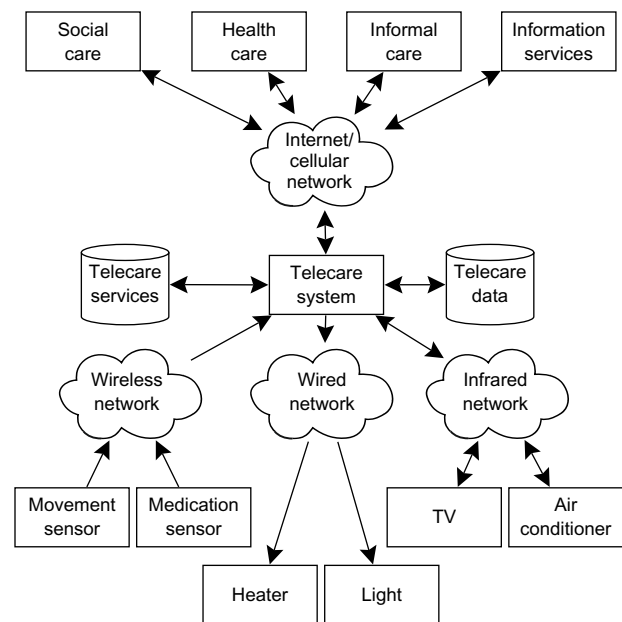 Social
care
Health
care
Informal
care
Information
services
Internet/
cellular
network
Telecare
services
Telecare
system
Telecare
data
Wireless
network
Wired
network
Infrared
network
Movement
sensor
Medication
sensor
TV
Air
conditioner
Heater
Light